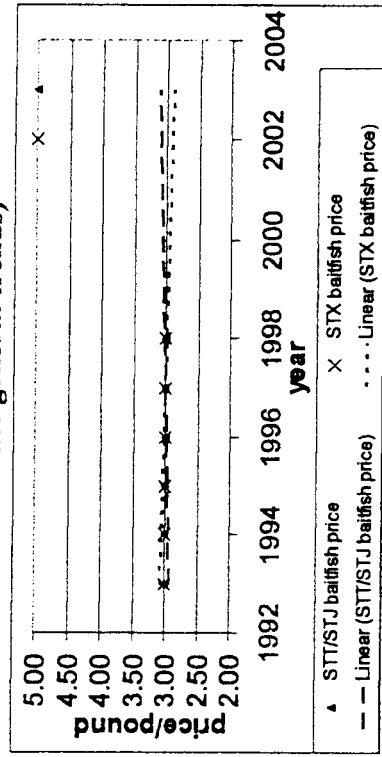 5.00
4.50
4.00
3.50
3.00
2.50
2.00
price/pound
1992 1994 1996 1998 2000 2002 2004
year
STT/STJ baitfish price STX baitfish price
Linear (STT/STJ baitfish price) Linear (STX baitfish price)